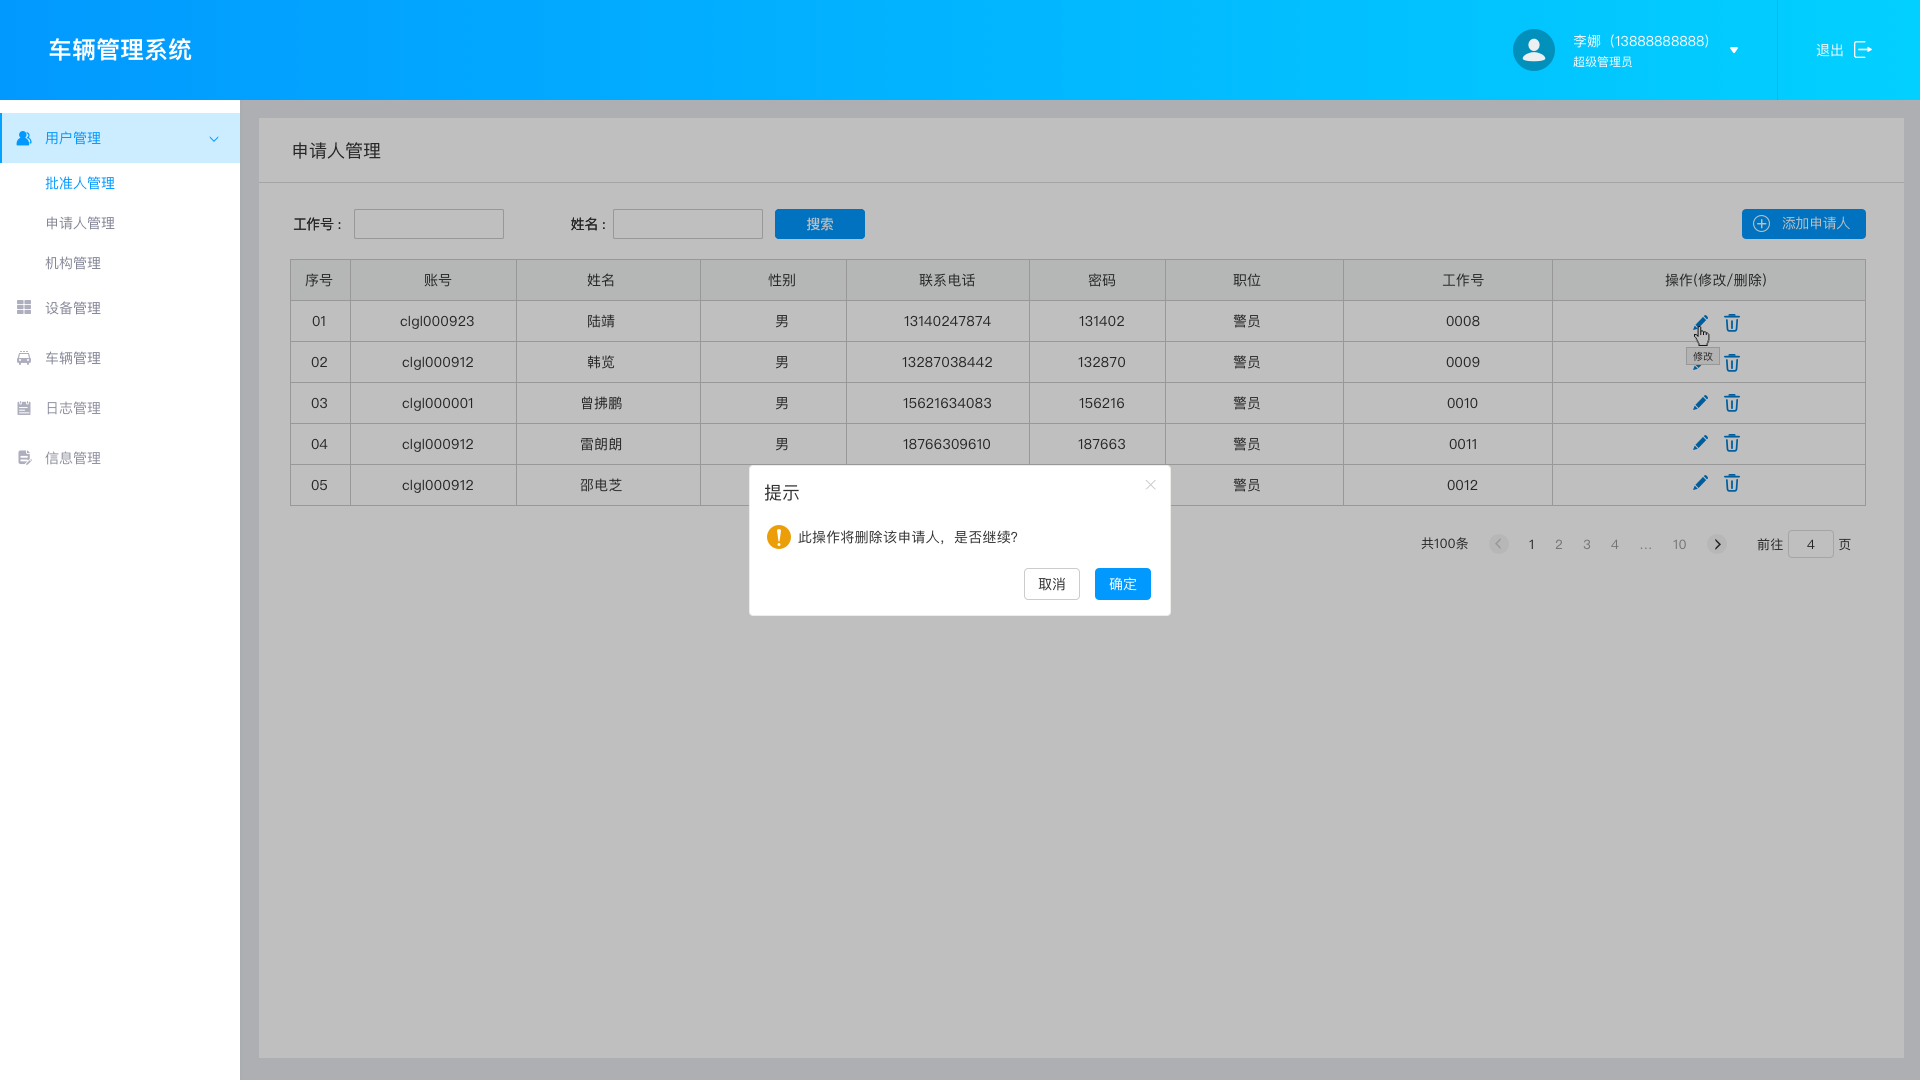 车辆管理系统
李娜（13888888888）
超级管理员
退出
用户管理
批准人管理
申请人管理
机构管理
设备管理
车辆管理
日志管理
信息管理
申请人管理
工作号： 姓名： 搜索 添加申请人
序号 账号 姓名 性别 联系电话 密码 职位 工作号 操作(修改/删除)
01 clgl000923 陆靖 男 13140247874 131402 警员 0008
修改
02 clgl000912 韩览 男 13287038442 132870 警员 0009
03 clgl000001 曾拂鹏 男 15621634083 156216 警员 0010
04 clgl000912 雷朗朗 男 18766309610 187663 警员 0011
05 clgl000912 邵电芝 警员 0012
提示
此操作将删除该申请人，是否继续?
取消 确定
共100条 1 2 3 4 ... 10 前往 4 页